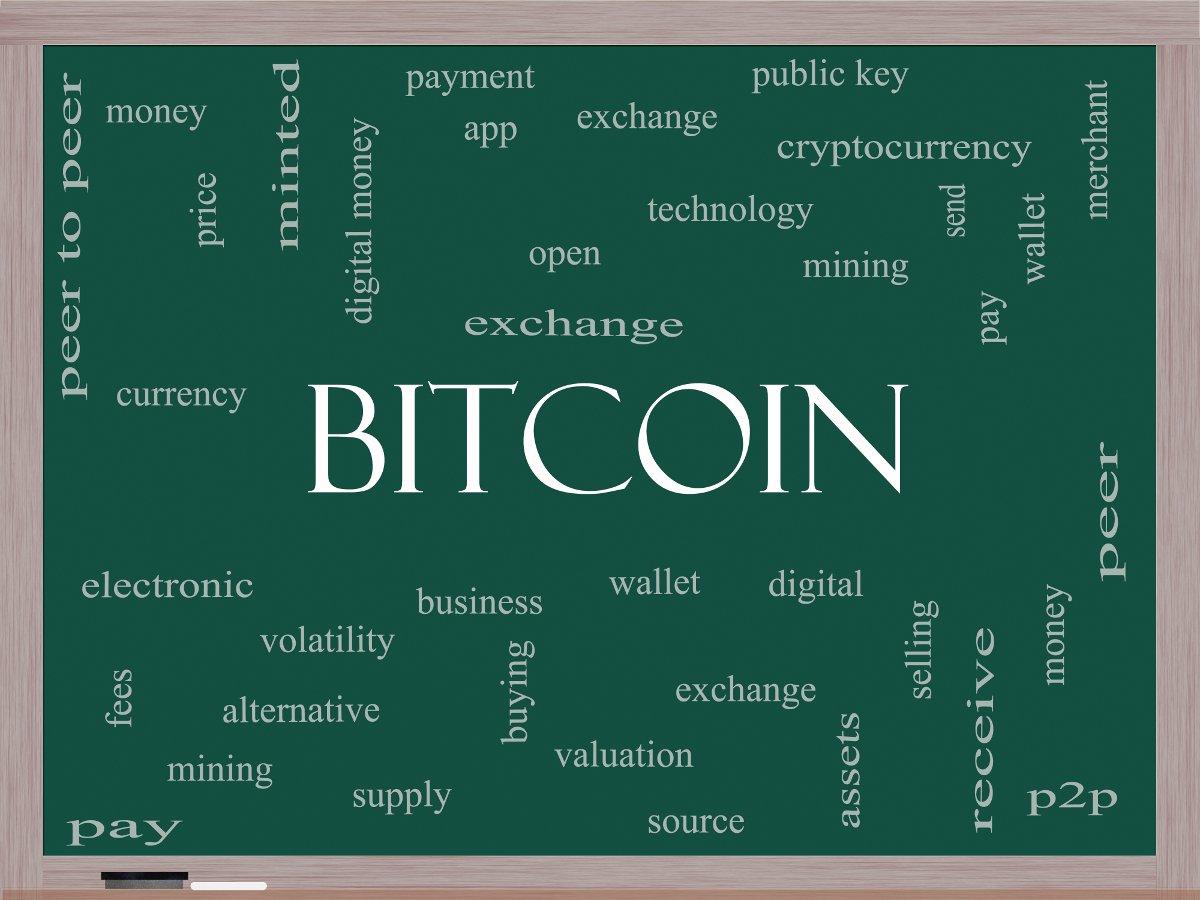 payment
public key
peer to peer
money
minted
app
exchange
cryptocurrency
merchant
price
digital money
technology
send
wallet
open
mining
pay
exchange
currency
BITCOIN
peer
electronic
business
wallet
digital
volatility
selling
money
fees
alternative
buying
exchange
receive
mining
valuation
assets
supply
p2p
pay
source